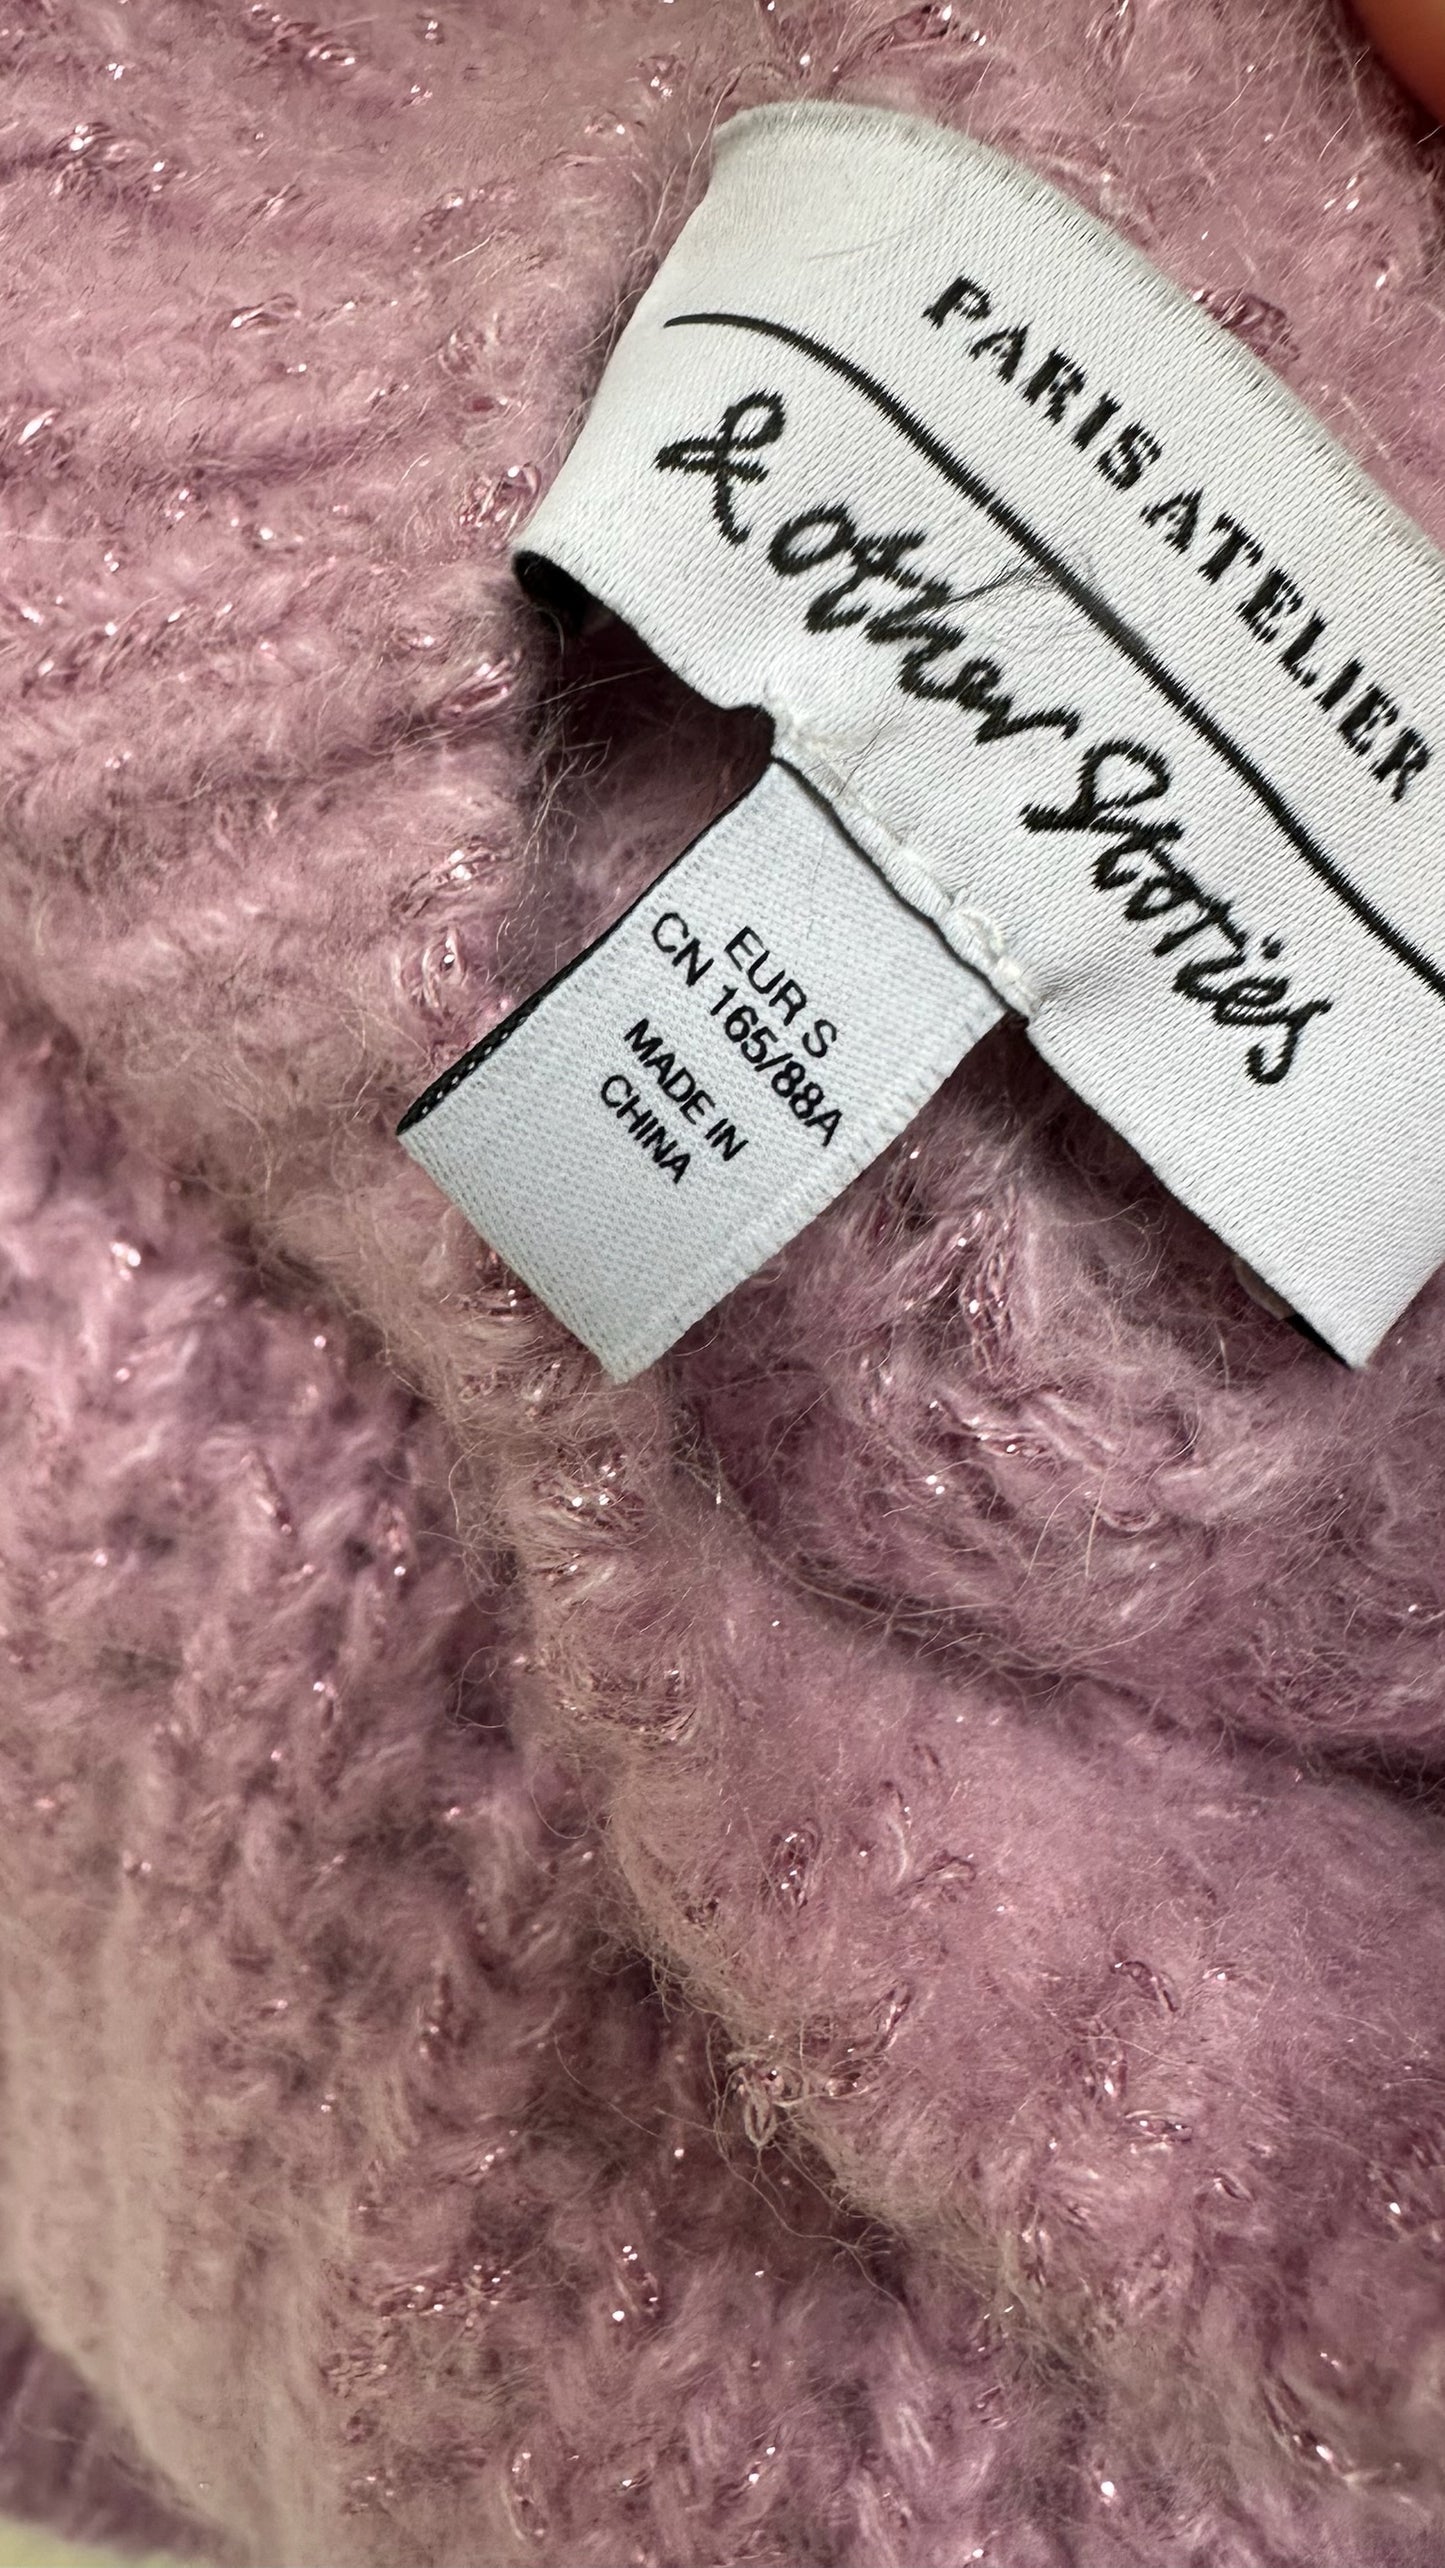 PARIS ATELIER
& Other Stories
EUR S
CN 165/88A
MADE IN
CHINA